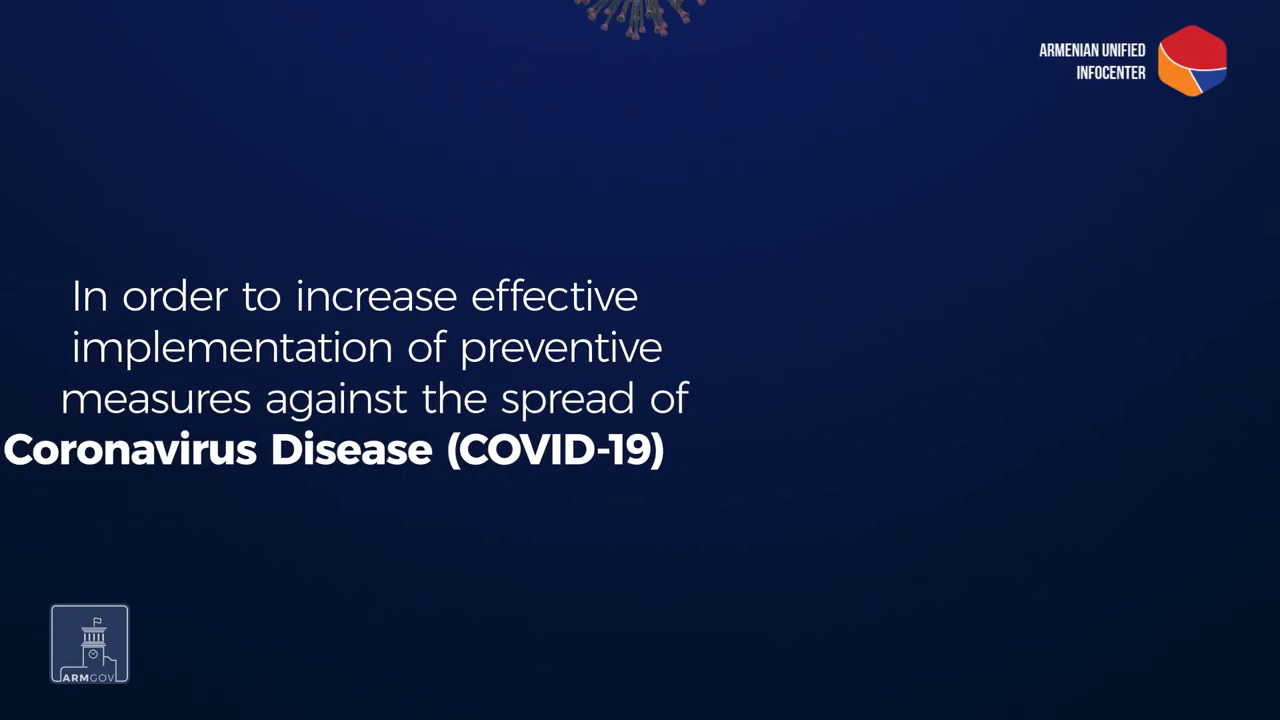 ARMENIAN UNIFIED
INFOCENTER
In order to increase effective
implementation of preventive
measures against the spread of
Coronavirus Disease (COVID-19)
ARMGOV